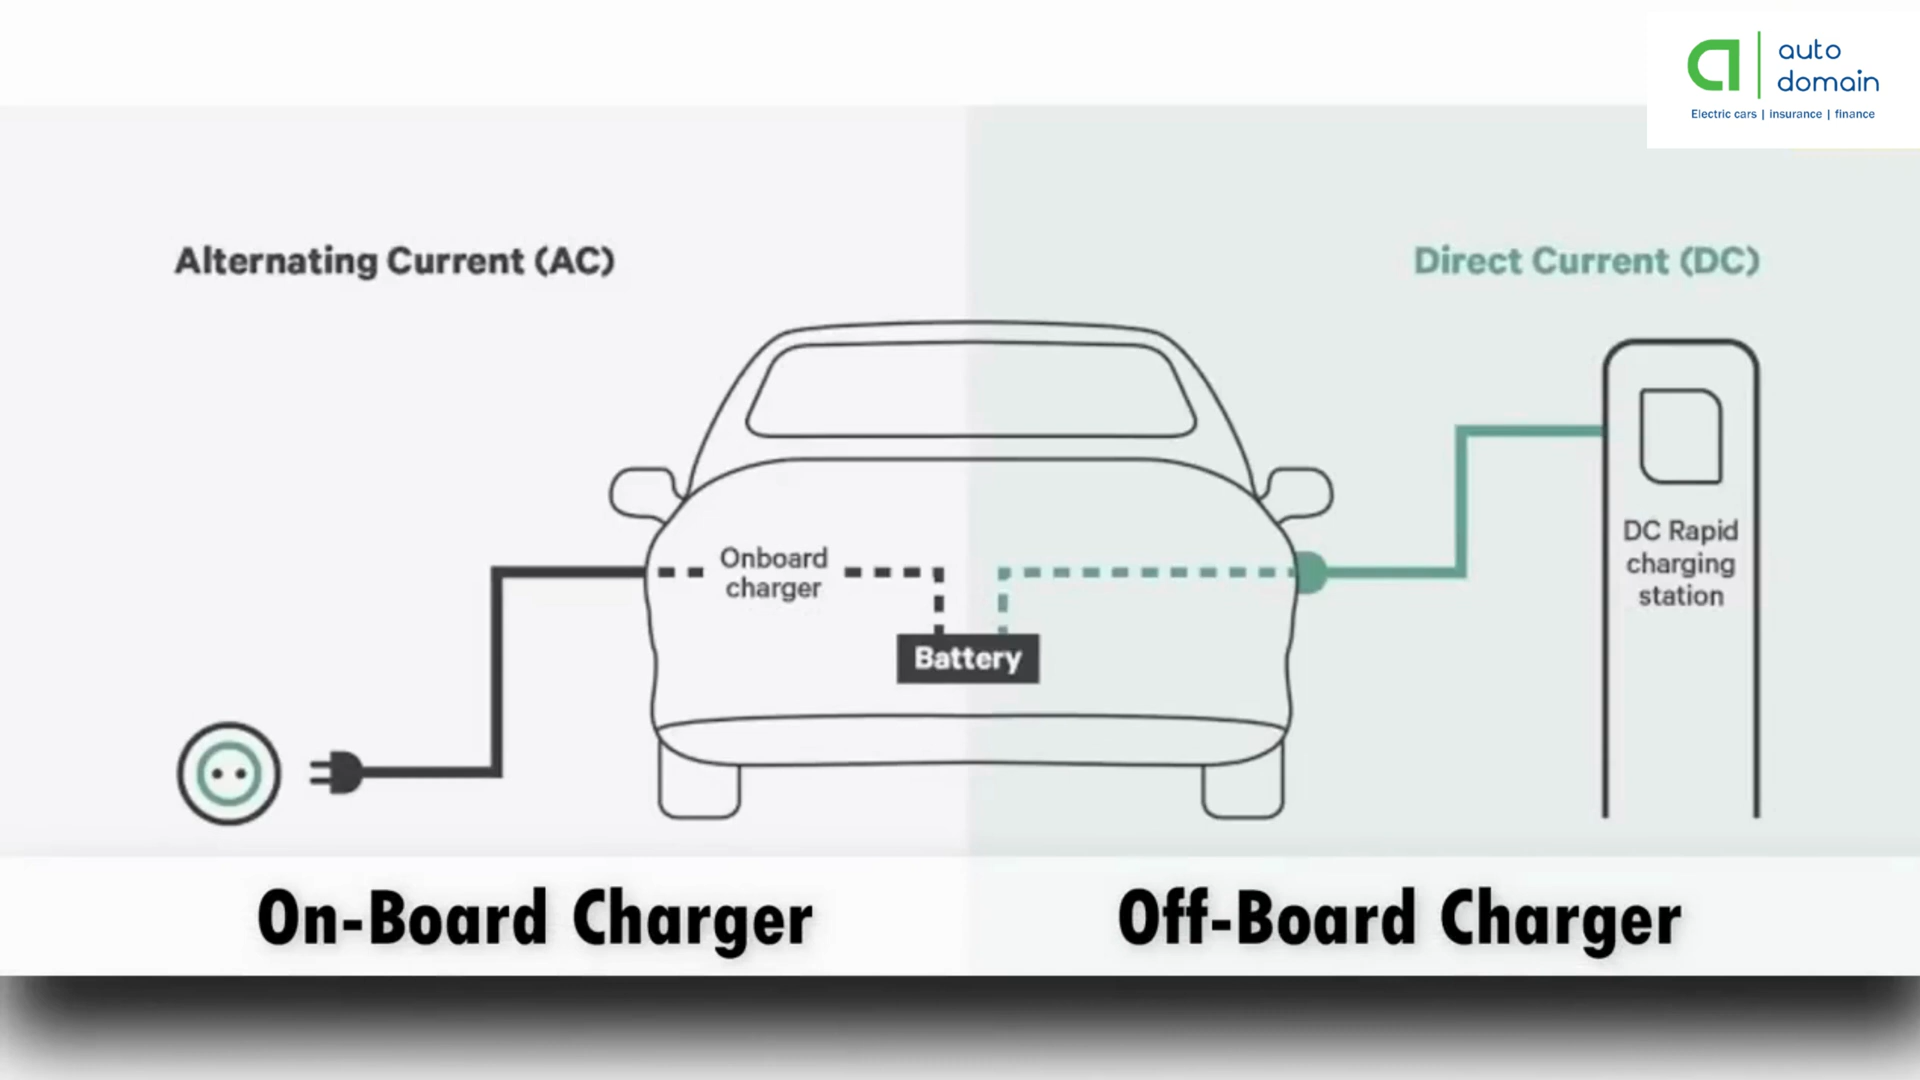 auto
domain
Electric cars | insurance | finance
Alternating Current (AC)
Direct Current (DC)
Onboard
charger
Battery
DC Rapid
charging
station
On-Board Charger
Off-Board Charger